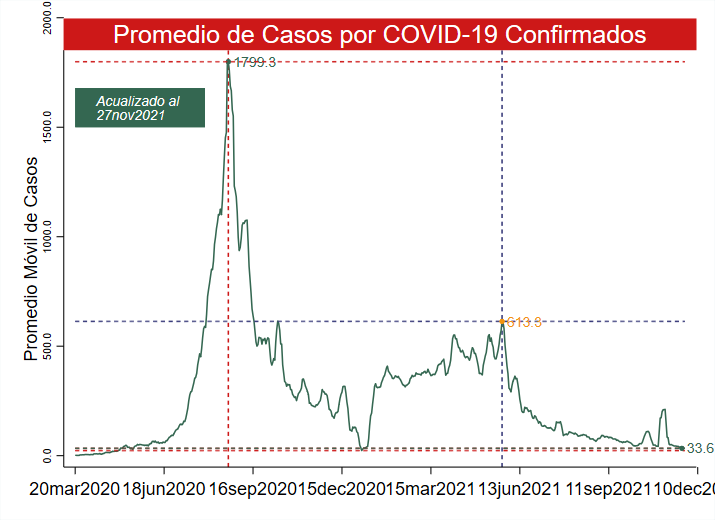 Promedio de Casos por COVID-19 Confirmados
2000.0
1799.3
Acualizado al
27nov2021
1500.0
Promedio Móvil de Casos
1000.0
613.3
500.0
33.6
0.0
20mar2020 18jun2020 16sep2020 15dec2020 15mar2021 13jun2021 11sep2021 10dec20